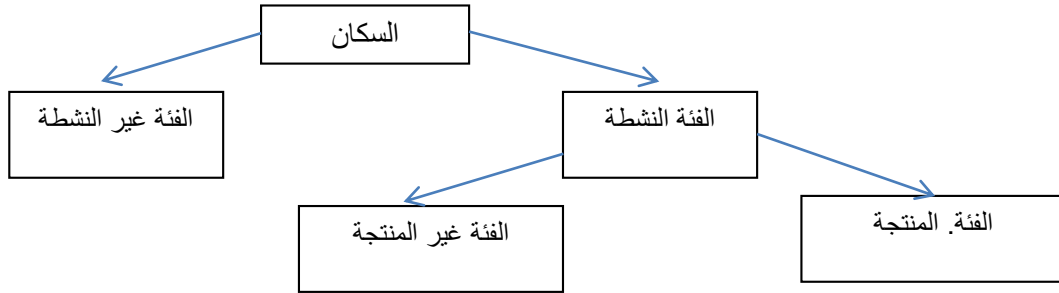 السكان
الفئة النشطة
الفئة غير النشطة
الفئة. المنتجة
الفئة غير المنتجة